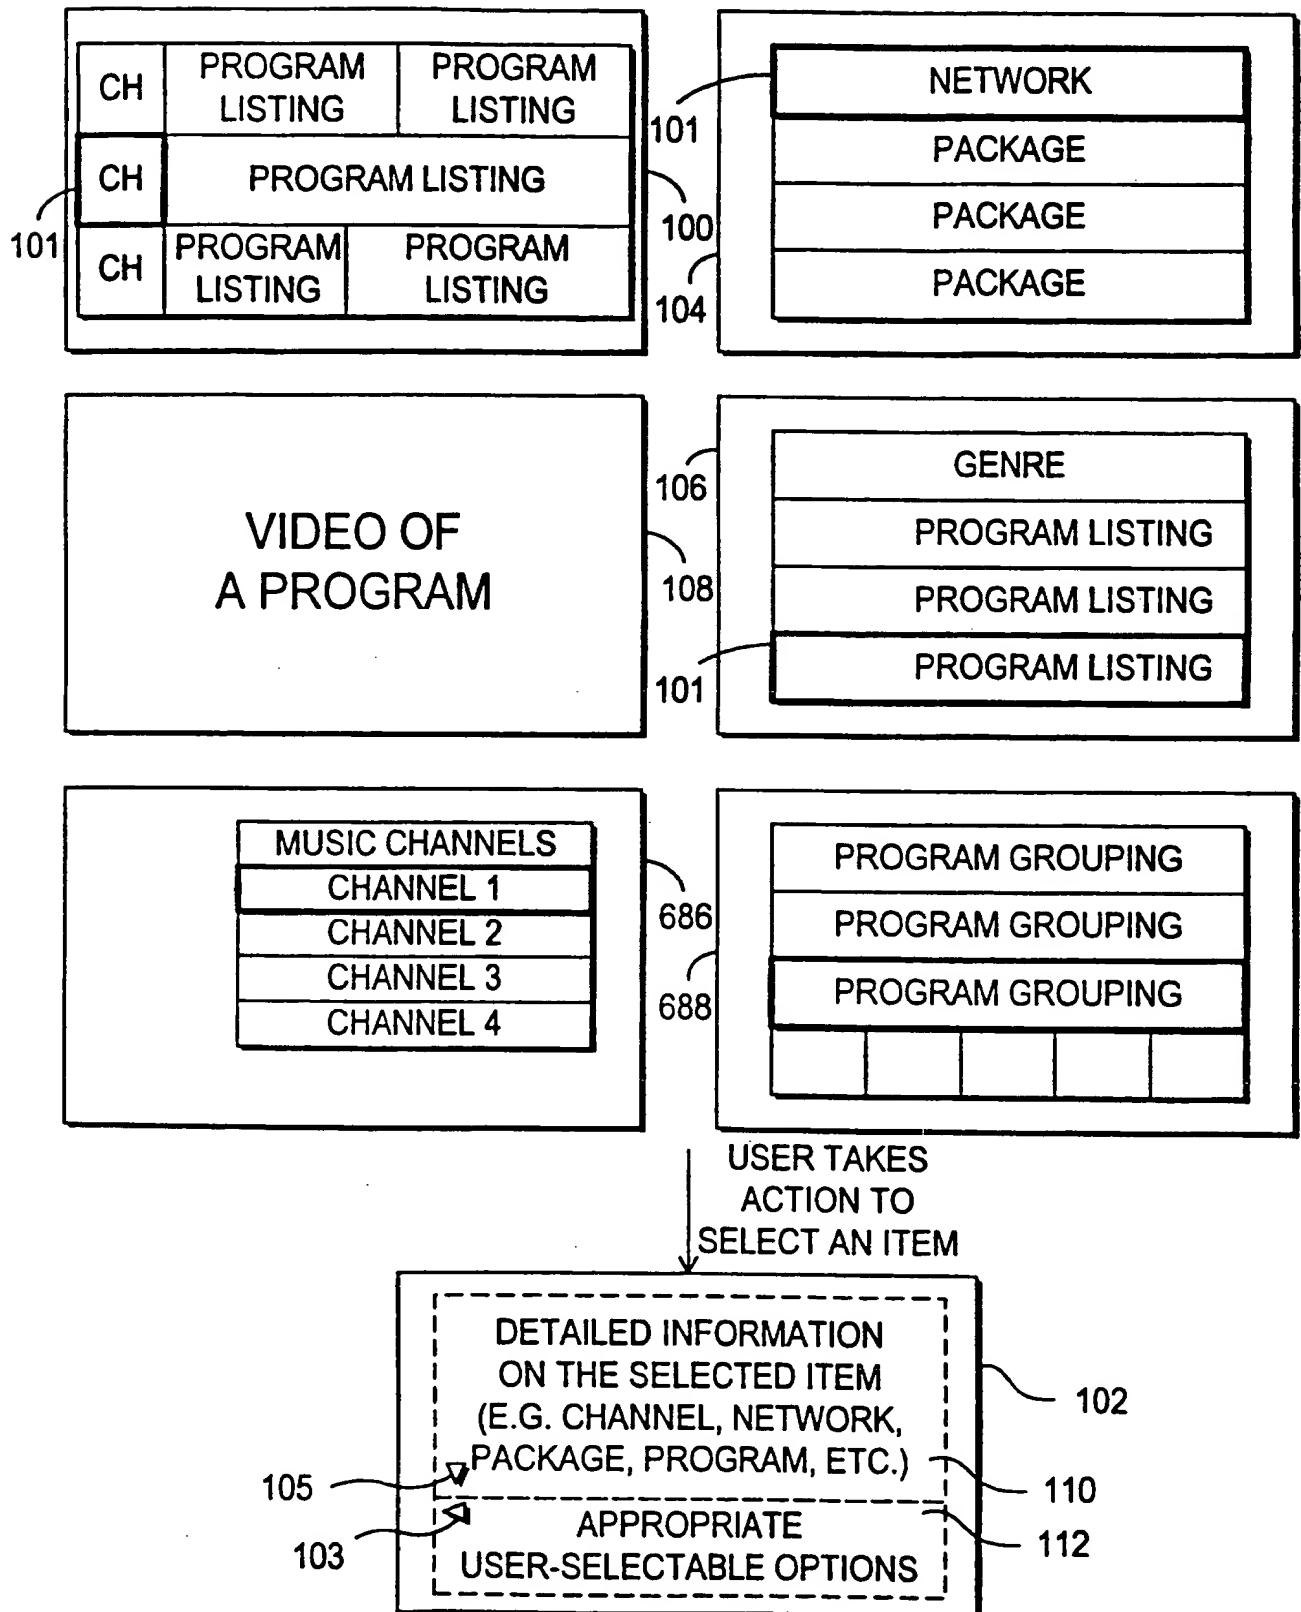 CH
PROGRAM
LISTING
PROGRAM
LISTING
CH
PROGRAM LISTING
CH
PROGRAM
LISTING
PROGRAM
LISTING
101
100
101
NETWORK
PACKAGE
PACKAGE
PACKAGE
104
VIDEO OF
A PROGRAM
108
106
GENRE
PROGRAM LISTING
PROGRAM LISTING
PROGRAM LISTING
101
MUSIC CHANNELS
CHANNEL 1
CHANNEL 2
CHANNEL 3
CHANNEL 4
686
PROGRAM GROUPING
PROGRAM GROUPING
PROGRAM GROUPING
688
USER TAKES
ACTION TO
SELECT AN ITEM
DETAILED INFORMATION
ON THE SELECTED ITEM
(E.G. CHANNEL, NETWORK,
PACKAGE, PROGRAM, ETC.)
102
105
110
103
APPROPRIATE
USER-SELECTABLE OPTIONS
112